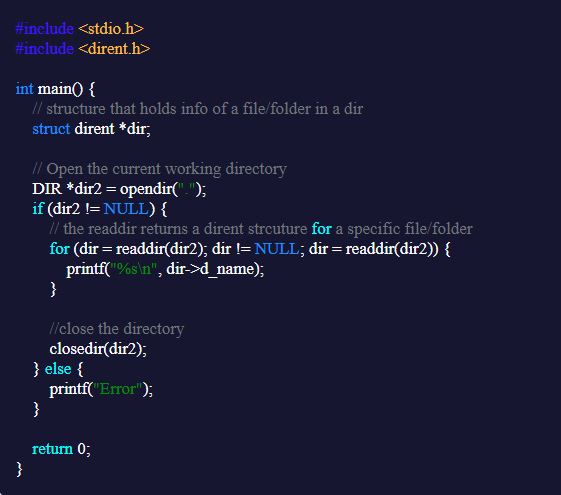 #include <stdio.h>
#include <dirent.h>

int main() {
    // structure that holds info of a file/folder in a dir
    struct dirent *dir;

    // Open the current working directory
    DIR *dir2 = opendir(".");
    if (dir2 != NULL) {
        // the readdir returns a dirent strcuture for a specific file/folder
        for (dir = readdir(dir2); dir != NULL; dir = readdir(dir2)) {
            printf("%s\n", dir->d_name);
        }

        //close the directory
        closedir(dir2);
    } else {
        printf("Error");
    }

    return 0;
}